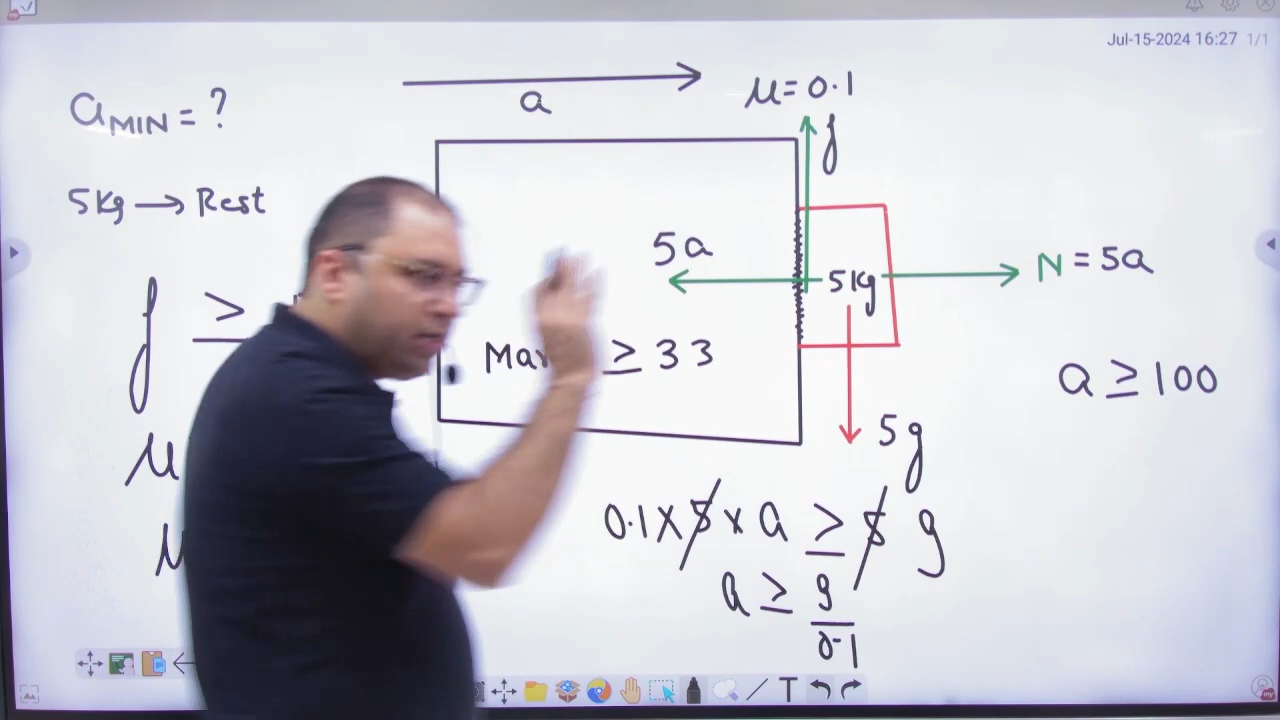 Jul-15-2024 16:27 1/1
a
μ = 0.1
aMIN = ?
f
5Kg → Rest
5a
5Kg
N = 5a
f ≥
≥ 33
a ≥ 100
5g
μ
0.1 X 5 x a ≥ 5 g
μ
a ≥ g
0.1
T